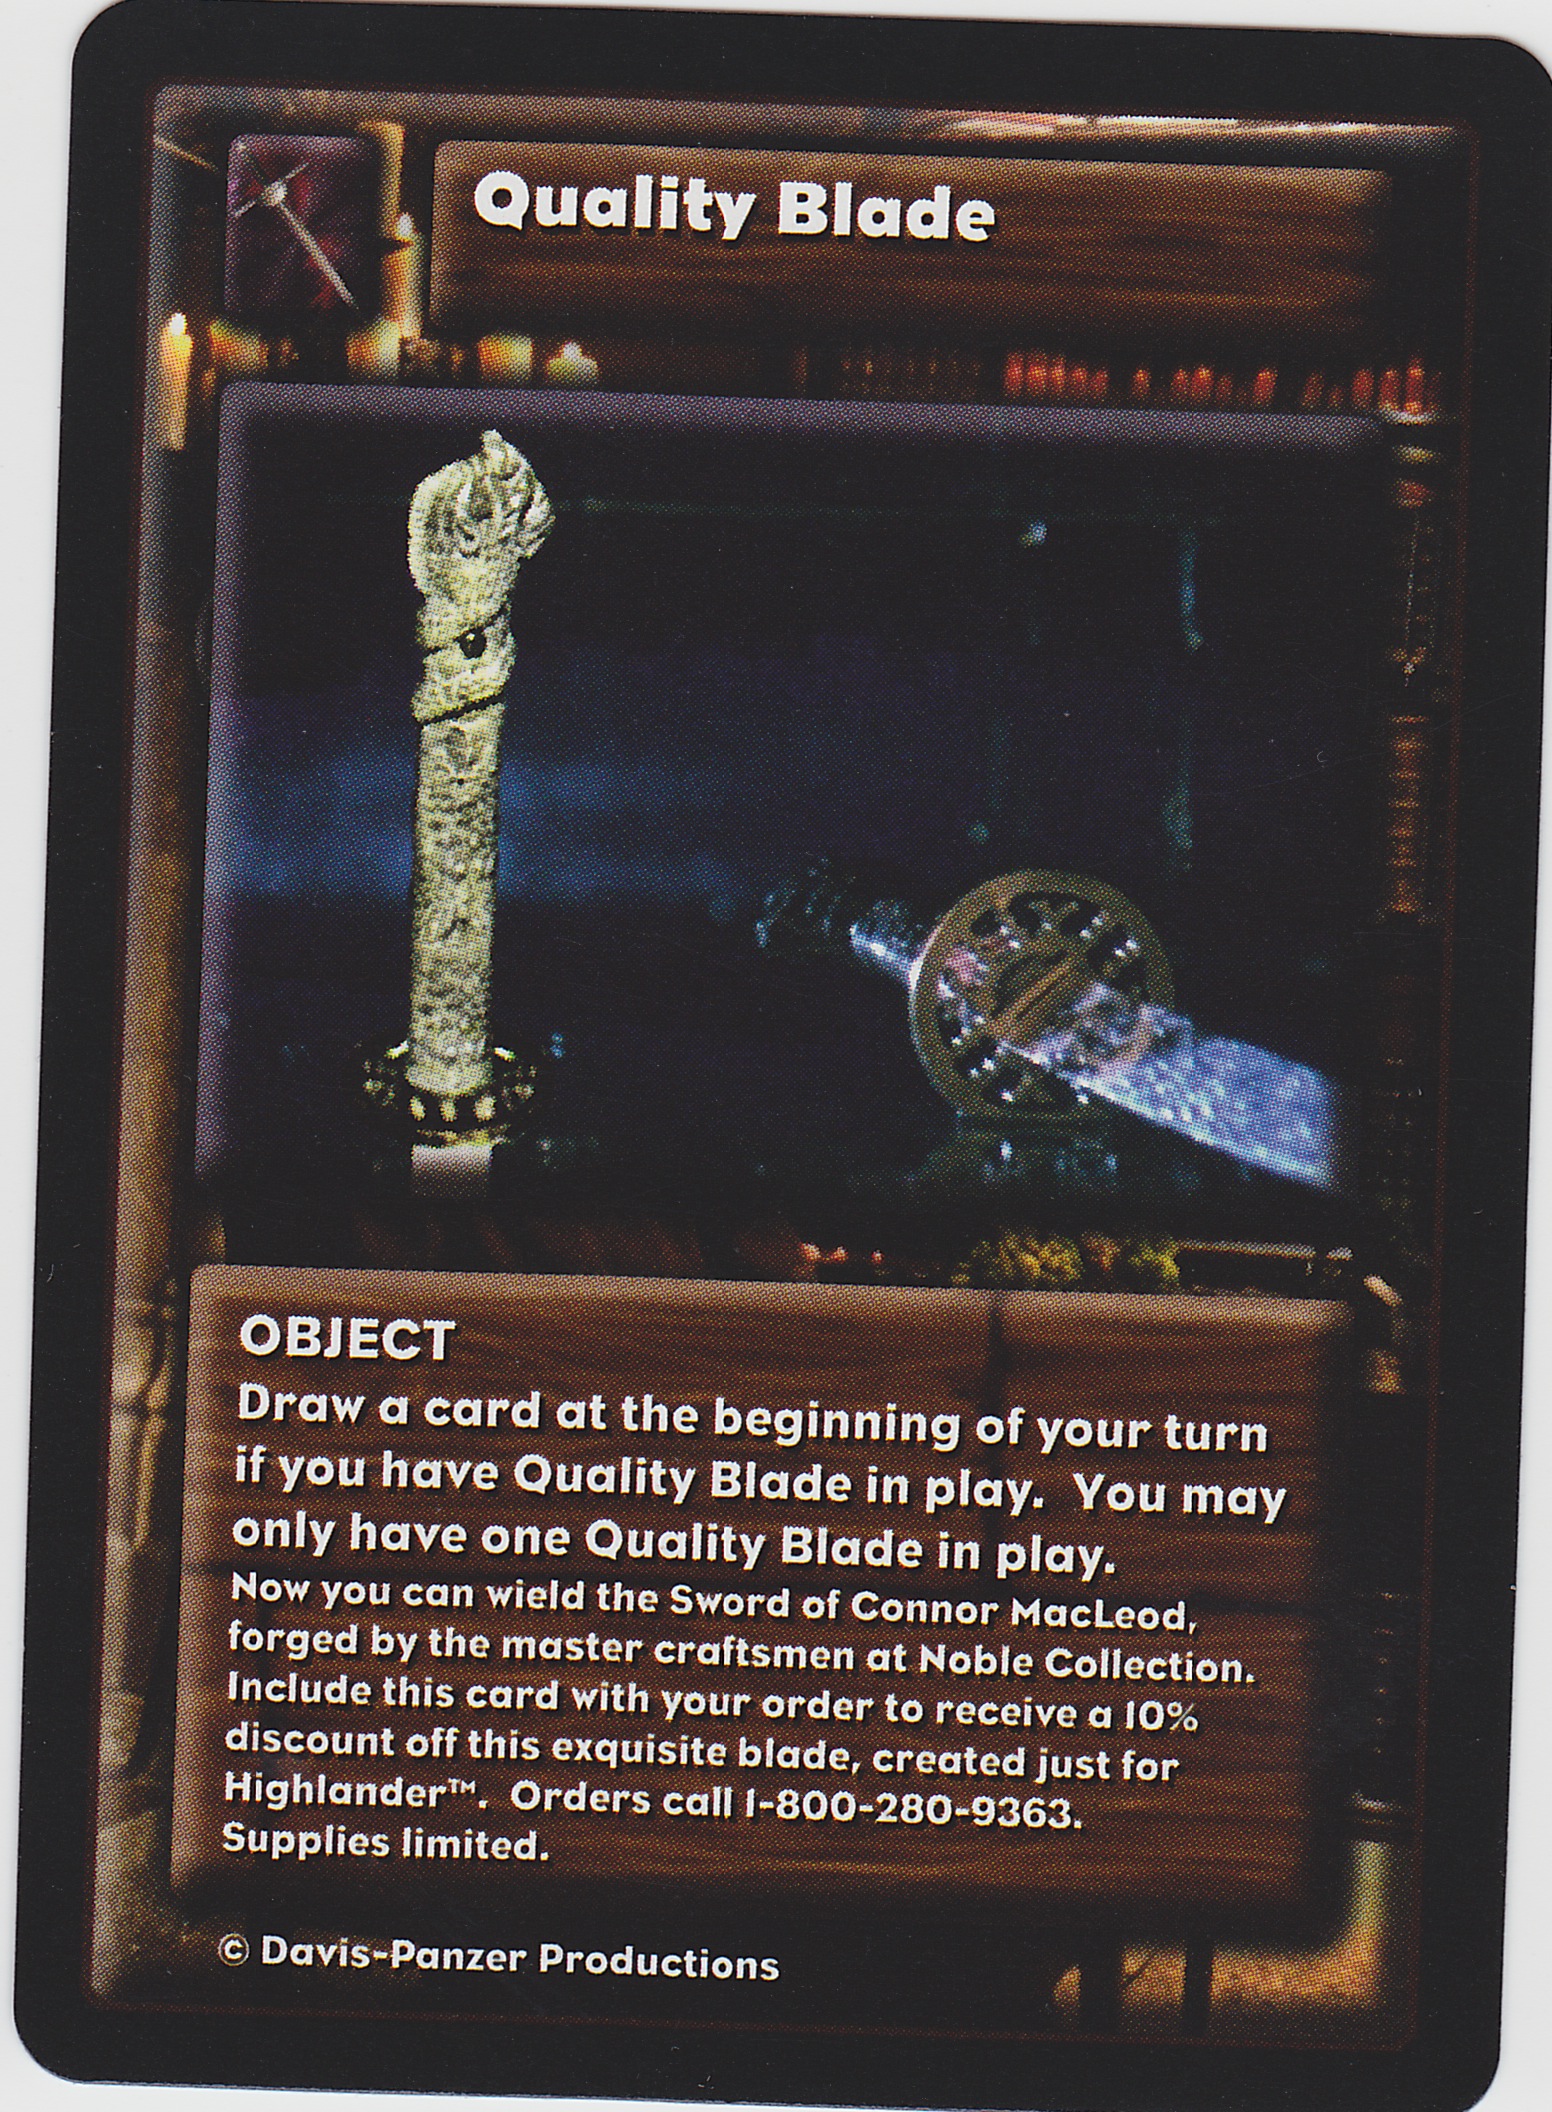 Quality Blade
OBJECT
Draw a card at the beginning of your turn
if you have Quality Blade in play.  You may
only have one Quality Blade in play.
Now you can wield the Sword of Connor MacLeod,
forged by the master craftsmen at Noble Collection.
Include this card with your order to receive a 10%
discount off this exquisite blade, created just for
Highlander™.  Orders call 1-800-280-9363.
Supplies limited.
© Davis-Panzer Productions